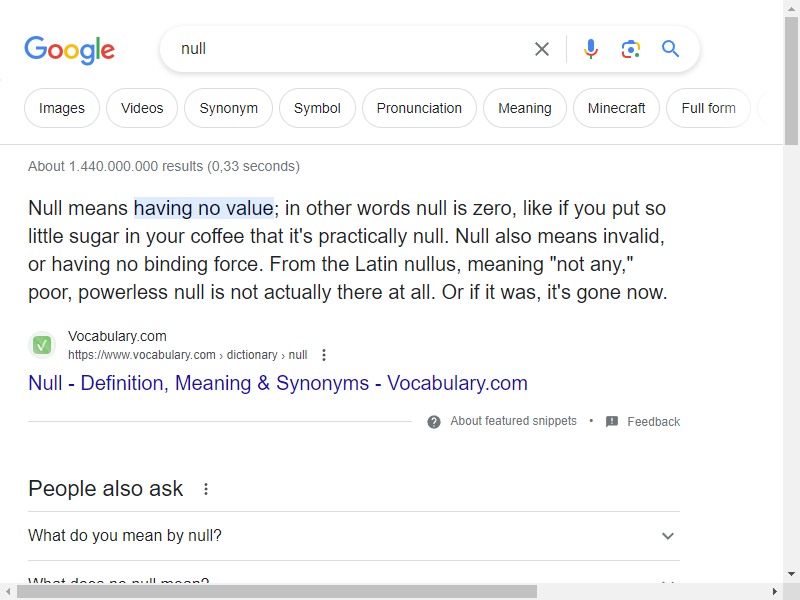 Google
null
Images
Videos
Synonym
Symbol
Pronunciation
Meaning
Minecraft
Full form
About 1.440.000.000 results (0,33 seconds)
Null means having no value; in other words null is zero, like if you put so
little sugar in your coffee that it's practically null. Null also means invalid,
or having no binding force. From the Latin nullus, meaning "not any,"
poor, powerless null is not actually there at all. Or if it was, it's gone now.
Vocabulary.com
https://www.vocabulary.com › dictionary › null
Null - Definition, Meaning & Synonyms - Vocabulary.com
About featured snippets • Feedback
People also ask
What do you mean by null?
What does no null mean?